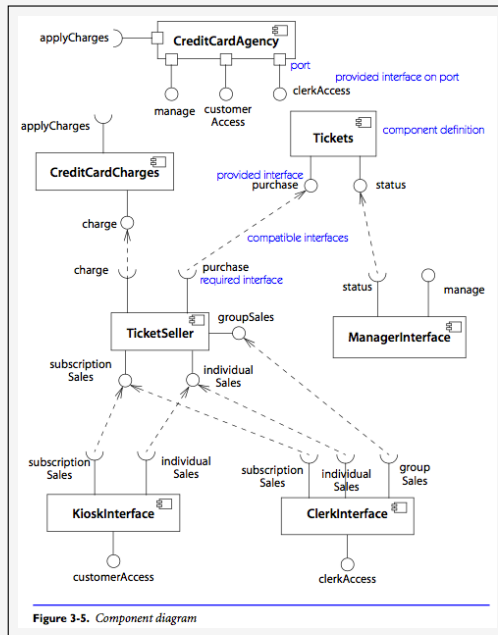 applyCharges
CreditCardAgency
port
provided interface on port
manage
customer
Access
clerkAccess
applyCharges
Tickets
component definition
CreditCardCharges
provided interface
purchase
status
charge
compatible interfaces
charge
purchase
required interface
status
manage
groupSales
TicketSeller
ManagerInterface
subscription
Sales
individual
Sales
subscription
Sales
individual
Sales
subscription
Sales
individual
Sales
group
Sales
KioskInterface
ClerkInterface
customerAccess
clerkAccess
Figure 3-5. Component diagram